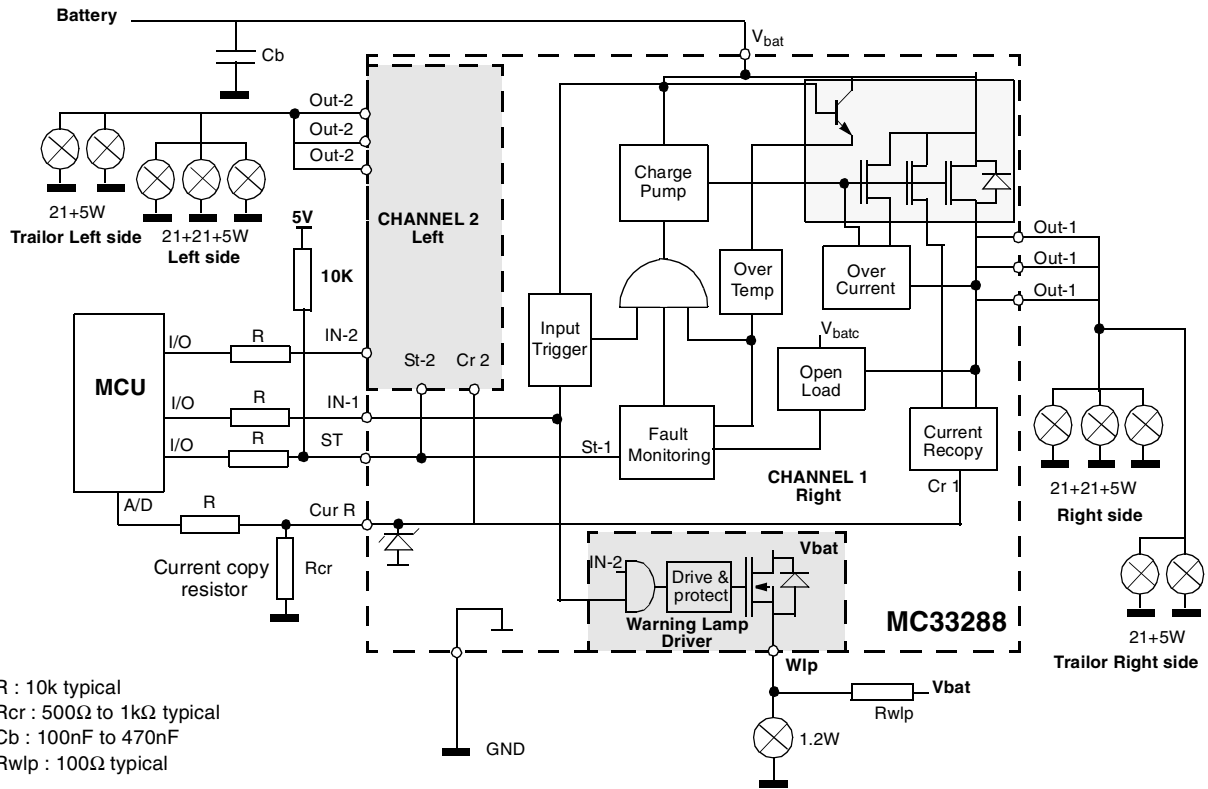 Battery
Vbat
Cb
Out-2
Out-2
Out-2
21+5W
Trailor Left side
21+21+5W
Left side
5V
10K
CHANNEL 2
Left
Charge
Pump
Over
Temp
Over
Current
Out-1
Out-1
Out-1
Input
Trigger
Vbatc
Open
Load
MCU
I/O
R
IN-2
St-2
Cr 2
I/O
R
IN-1
I/O
R
ST
St-1
Fault
Monitoring
Current
Recopy
CHANNEL 1
Right
Cr 1
21+21+5W
Right side
A/D
R
Cur R
Current copy
resistor
Rcr
IN-2
Drive &
protect
Vbat
Warning Lamp
Driver
MC33288
21+5W
Trailor Right side
Wlp
Rwlp
Vbat
1.2W
GND
R : 10k typical
Rcr : 500Ω to 1kΩ typical
Cb : 100nF to 470nF
Rwlp : 100Ω typical